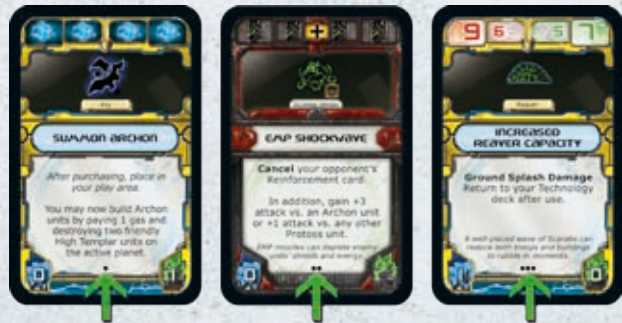 SUMMON ARCHON
After purchasing, place in
your play area.
You may now build Archon
units by paying 1 gas and
destroying two friendly
High Templar units on
the active planet.
0
1
EMP SHOCKWAVE
Cancel your opponent's
Reinforcement card.
In addition, gain +3
attack vs. an Archon unit
or +1 attack vs. any other
Protoss unit.
EMP missiles can deplete enemy
units' shields and energy.
0
9 6 5 7
Reaver
INCREASED
REAVER CAPACITY
Ground Splash Damage
Return to your Technology
deck after use.
A well-placed wave of Scarabs can
reduce both troops and buildings
to rubble in moments.
0